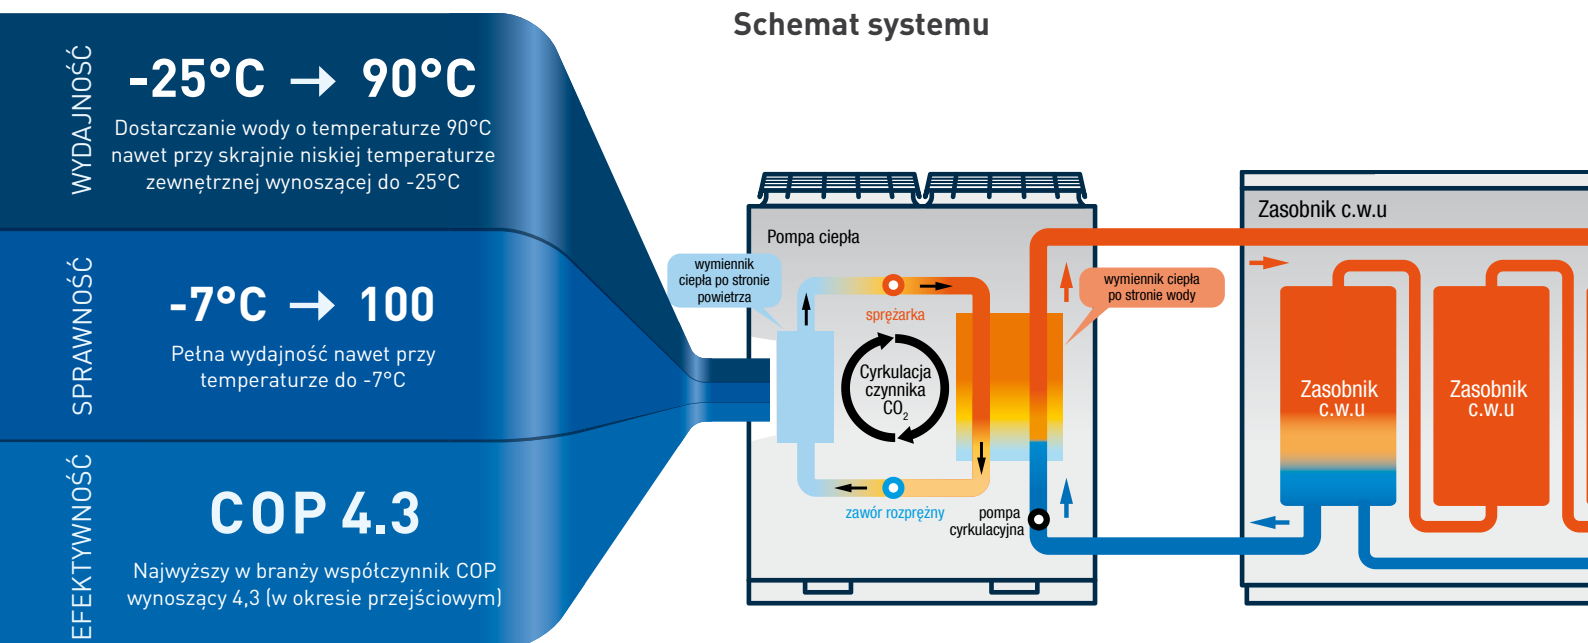 Schemat systemu
WYDAJNOŚĆ
-25°C → 90°C
Dostarczanie wody o temperaturze 90°C
nawet przy skrajnie niskiej temperaturze
zewnętrznej wynoszącej do -25°C
SPRAWNOŚĆ
-7°C → 100
Pełna wydajność nawet przy
temperaturze do -7°C
EFEKTYWNOŚĆ
COP 4.3
Najwyższy w branży współczynnik COP
wynoszący 4,3 (w okresie przejściowym)
Pompa ciepła
wymiennik
ciepła po stronie
powietrza
sprężarka
wymiennik ciepła
po stronie wody
Cyrkulacja
czynnika
CO₂
zawór rozprężny
pompa
cyrkulacyjna
Zasobnik c.w.u
Zasobnik
c.w.u
Zasobnik
c.w.u